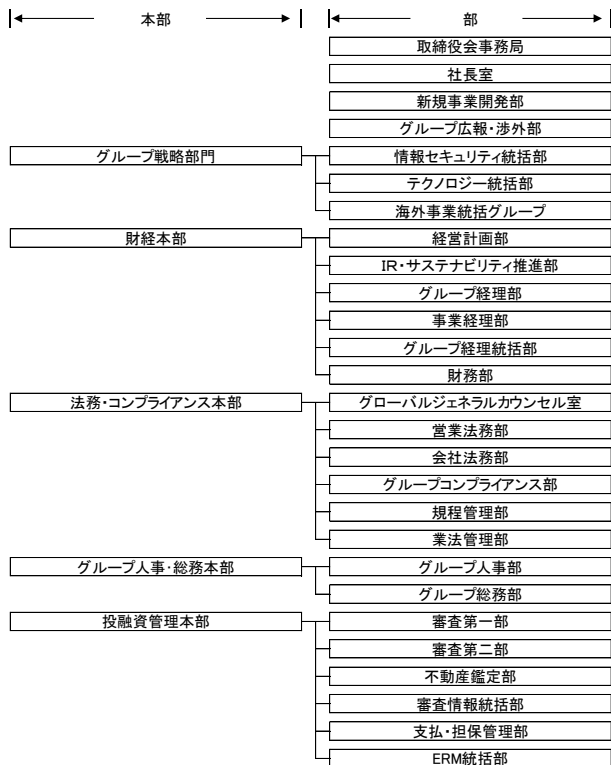 本部 部
取締役会事務局
社長室
新規事業開発部
グループ広報・渉外部
グループ戦略部門 情報セキュリティ統括部
テクノロジー統括部
海外事業統括グループ
財経本部 経営計画部
IR・サステナビリティ推進部
グループ経理部
事業経理部
グループ経理統括部
財務部
法務・コンプライアンス本部 グローバルジェネラルカウンセル室
営業法務部
会社法務部
グループコンプライアンス部
規程管理部
業法管理部
グループ人事・総務本部 グループ人事部
グループ総務部
投融資管理本部 審査第一部
審査第二部
不動産鑑定部
審査情報統括部
支払・担保管理部
ERM統括部